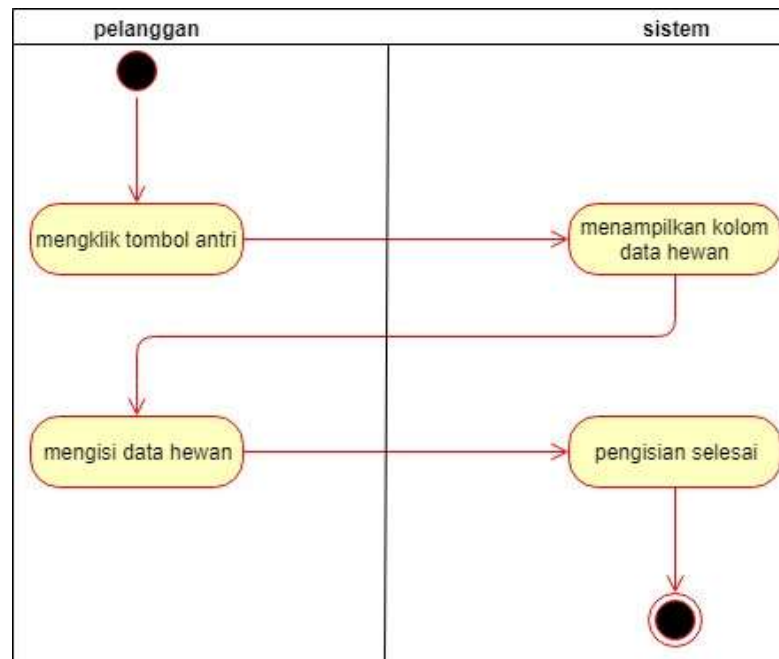 pelanggan
sistem
mengklik tombol antri
menampilkan kolom
data hewan
mengisi data hewan
pengisian selesai